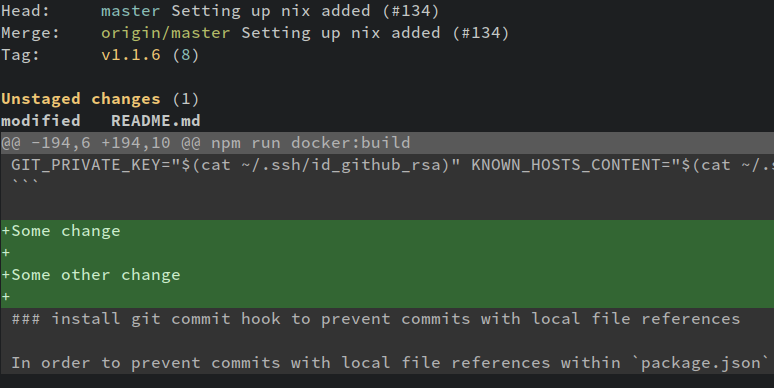 Head:     master Setting up nix added (#134)
Merge:    origin/master Setting up nix added (#134)
Tag:      v1.1.6 (8)
Unstaged changes (1)
modified   README.md
@@ -194,6 +194,10 @@ npm run docker:build
 GIT_PRIVATE_KEY="$(cat ~/.ssh/id_github_rsa)" KNOWN_HOSTS_CONTENT="$(cat ~/.s
 ```
+Some change
+
+Some other change
+
 ### install git commit hook to prevent commits with local file references
 In order to prevent commits with local file references within `package.json`